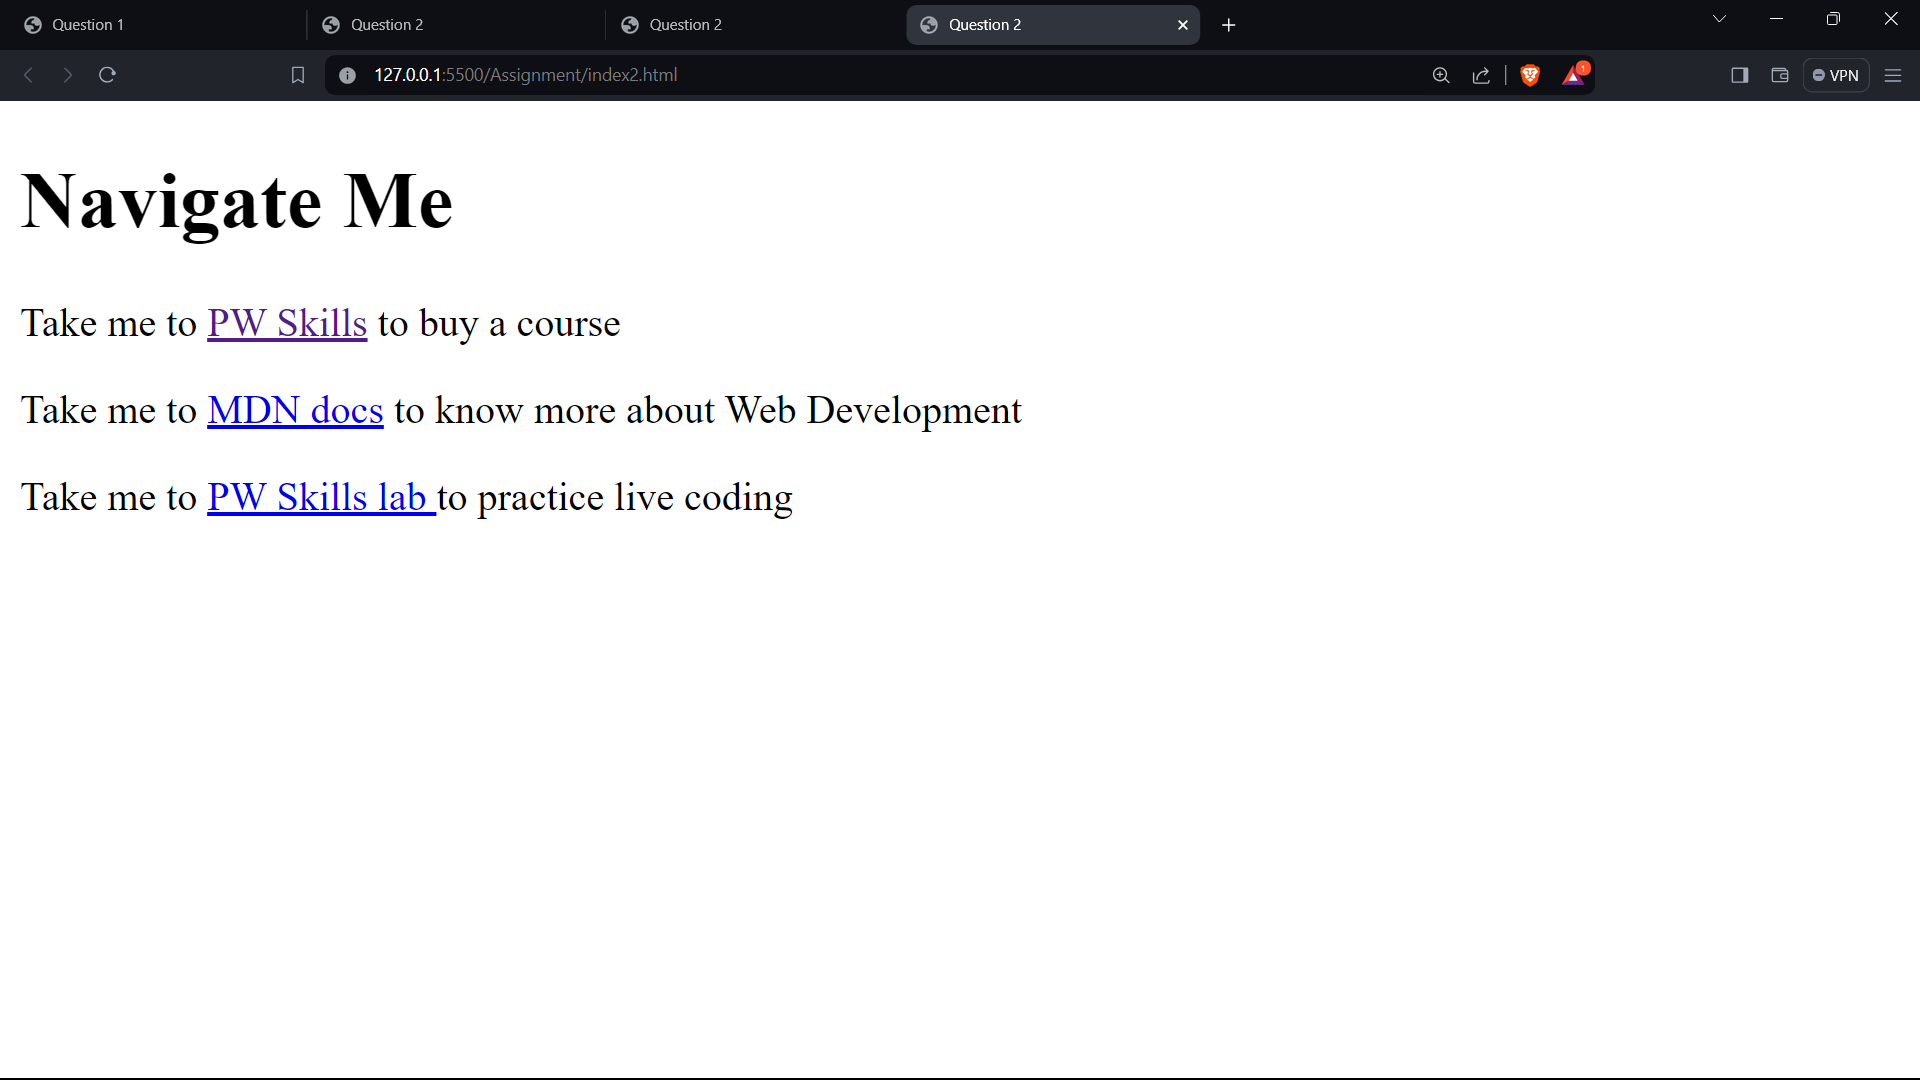 Question 1
Question 2
Question 2
Question 2
127.0.0.1:5500/Assignment/index2.html
1
VPN
Navigate Me
Take me to PW Skills to buy a course
Take me to MDN docs to know more about Web Development
Take me to PW Skills lab to practice live coding